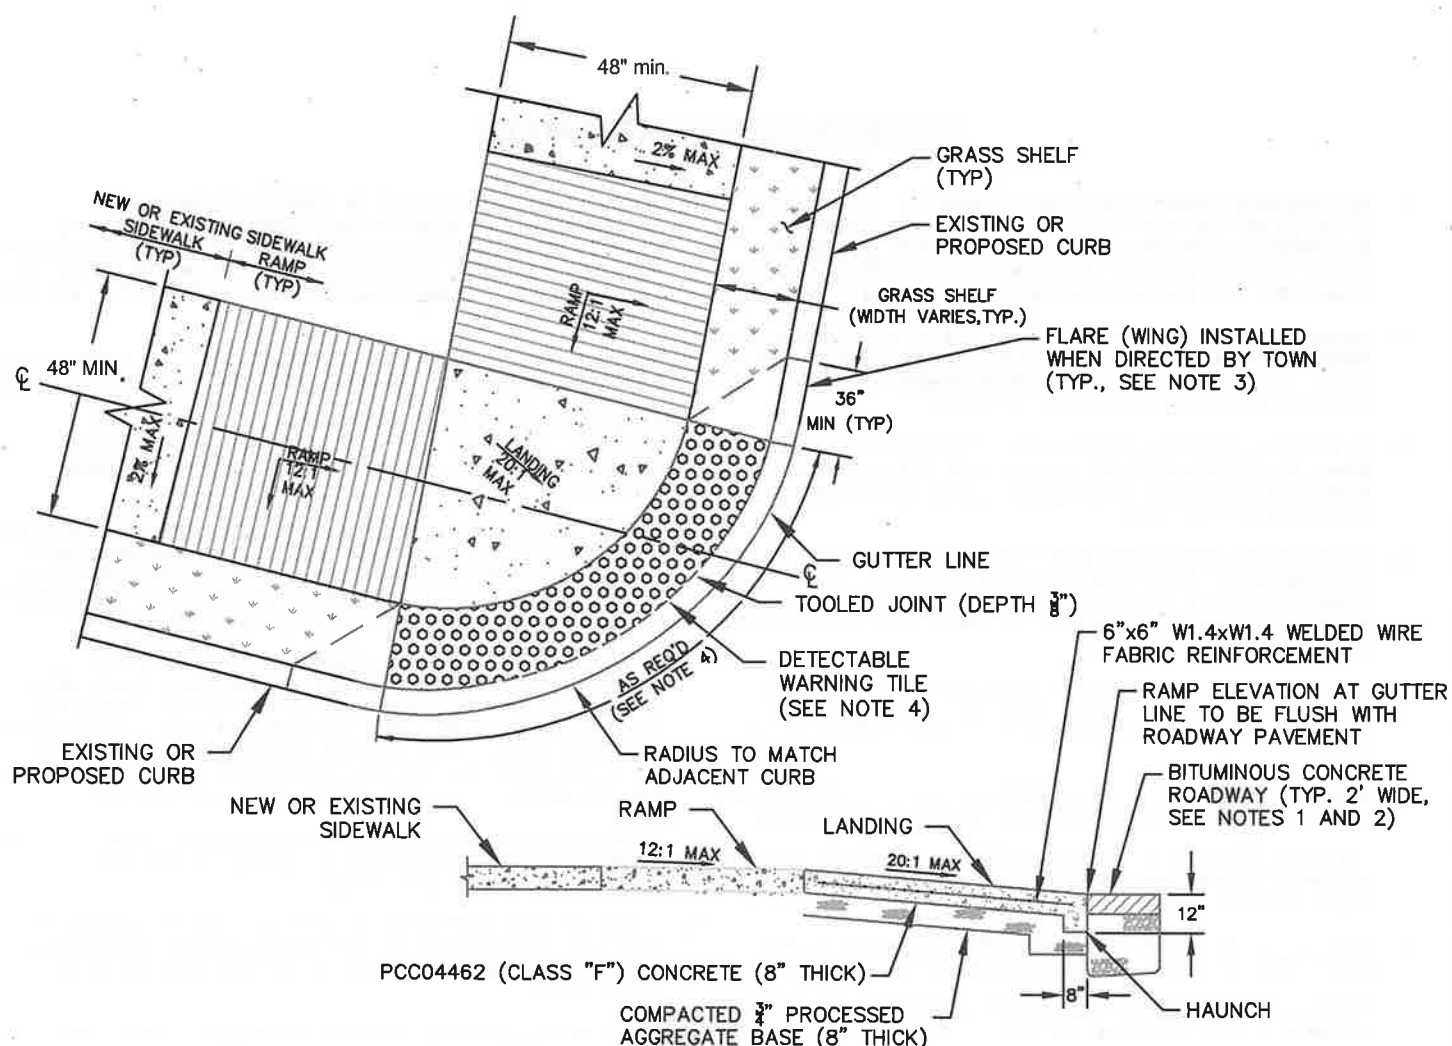 48" min.
2% MAX
GRASS SHELF
(TYP)
EXISTING OR
PROPOSED CURB
NEW OR EXISTING SIDEWALK
SIDEWALK
(TYP)
RAMP
(TYP)
GRASS SHELF
(WIDTH VARIES,TYP.)
RAMP
12:1
MAX
FLARE (WING) INSTALLED
WHEN DIRECTED BY TOWN
(TYP., SEE NOTE 3)
℄
48" MIN.
36"
MIN (TYP)
2% MAX
RAMP
12:1
MAX
LANDING
20:1
MAX
GUTTER LINE
℄
TOOLED JOINT (DEPTH 3/8")
DETECTABLE
WARNING TILE
(SEE NOTE 4)
AS REQ'D
(SEE NOTE 4)
6"x6" W1.4xW1.4 WELDED WIRE
FABRIC REINFORCEMENT
RAMP ELEVATION AT GUTTER
LINE TO BE FLUSH WITH
ROADWAY PAVEMENT
EXISTING OR
PROPOSED CURB
RADIUS TO MATCH
ADJACENT CURB
BITUMINOUS CONCRETE
ROADWAY (TYP. 2' WIDE,
SEE NOTES 1 AND 2)
NEW OR EXISTING
SIDEWALK
RAMP
LANDING
12:1 MAX
20:1 MAX
12"
PCC04462 (CLASS "F") CONCRETE (8" THICK)
8"
HAUNCH
COMPACTED 3/4" PROCESSED
AGGREGATE BASE (8" THICK)